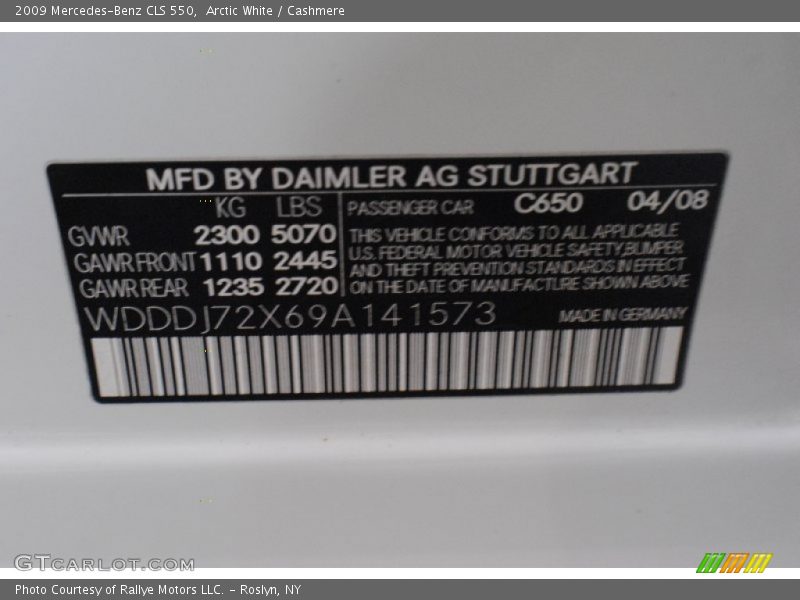 2009 Mercedes-Benz CLS 550,  Arctic White / Cashmere
MFD BY DAIMLER AG STUTTGART
KG LBS PASSENGER CAR C650 04/08
GVWR 2300 5070
GAWR FRONT 1110 2445
GAWR REAR 1235 2720
THIS VEHICLE CONFORMS TO ALL APPLICABLE
U.S. FEDERAL MOTOR VEHICLE SAFETY,BUMPER
AND THEFT PREVENTION STANDARDS IN EFFECT
ON THE DATE OF MANUFACTURE SHOWN ABOVE
WDDDJ72X69A141573 MADE IN GERMANY
GTCARLOT.COM
Photo Courtesy of Rallye Motors LLC. - Roslyn, NY